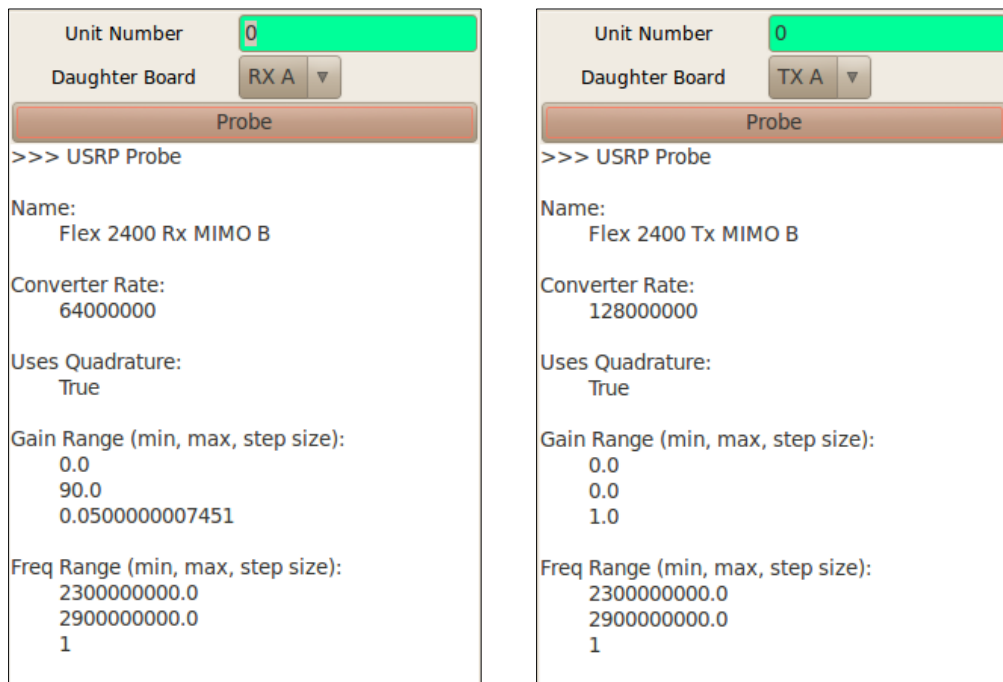 Unit Number 0
Daughter Board RX A
Probe
>>> USRP Probe
Name:
Flex 2400 Rx MIMO B
Converter Rate:
64000000
Uses Quadrature:
True
Gain Range (min, max, step size):
0.0
90.0
0.0500000007451
Freq Range (min, max, step size):
2300000000.0
2900000000.0
1
Unit Number 0
Daughter Board TX A
Probe
>>> USRP Probe
Name:
Flex 2400 Tx MIMO B
Converter Rate:
128000000
Uses Quadrature:
True
Gain Range (min, max, step size):
0.0
0.0
1.0
Freq Range (min, max, step size):
2300000000.0
2900000000.0
1